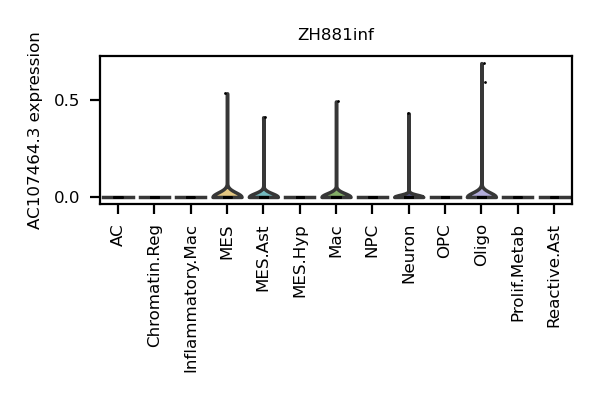 ZH881inf
AC107464.3 expression
0.5
0.0
AC
Chromatin.Reg
Inflammatory.Mac
MES
MES.Ast
MES.Hyp
Mac
NPC
Neuron
OPC
Oligo
Prolif.Metab
Reactive.Ast